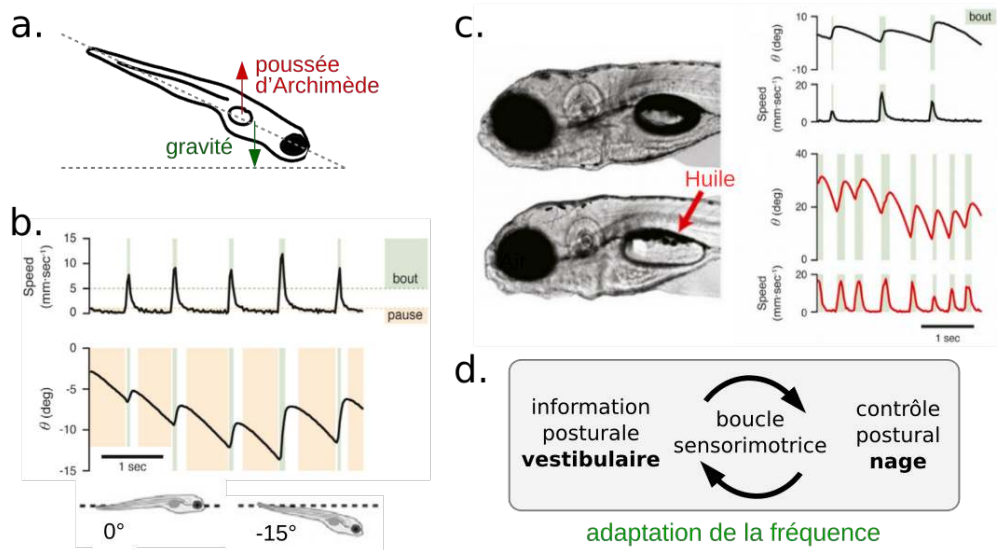 a.
poussée
d'Archimède
gravité
b.
Speed
(mm·sec⁻¹)
15
10
5
0
bout
pause
θ (deg)
0
-5
-10
-15
1 sec
0°
-15°
c.
Huile
Air
bout
θ (deg)
10
-10
Speed
(mm·sec⁻¹)
20
0
θ (deg)
40
20
0
Speed
(mm·sec⁻¹)
20
0
1 sec
d.
information
posturale
vestibulaire
boucle
sensorimotrice
contrôle
postural
nage
adaptation de la fréquence